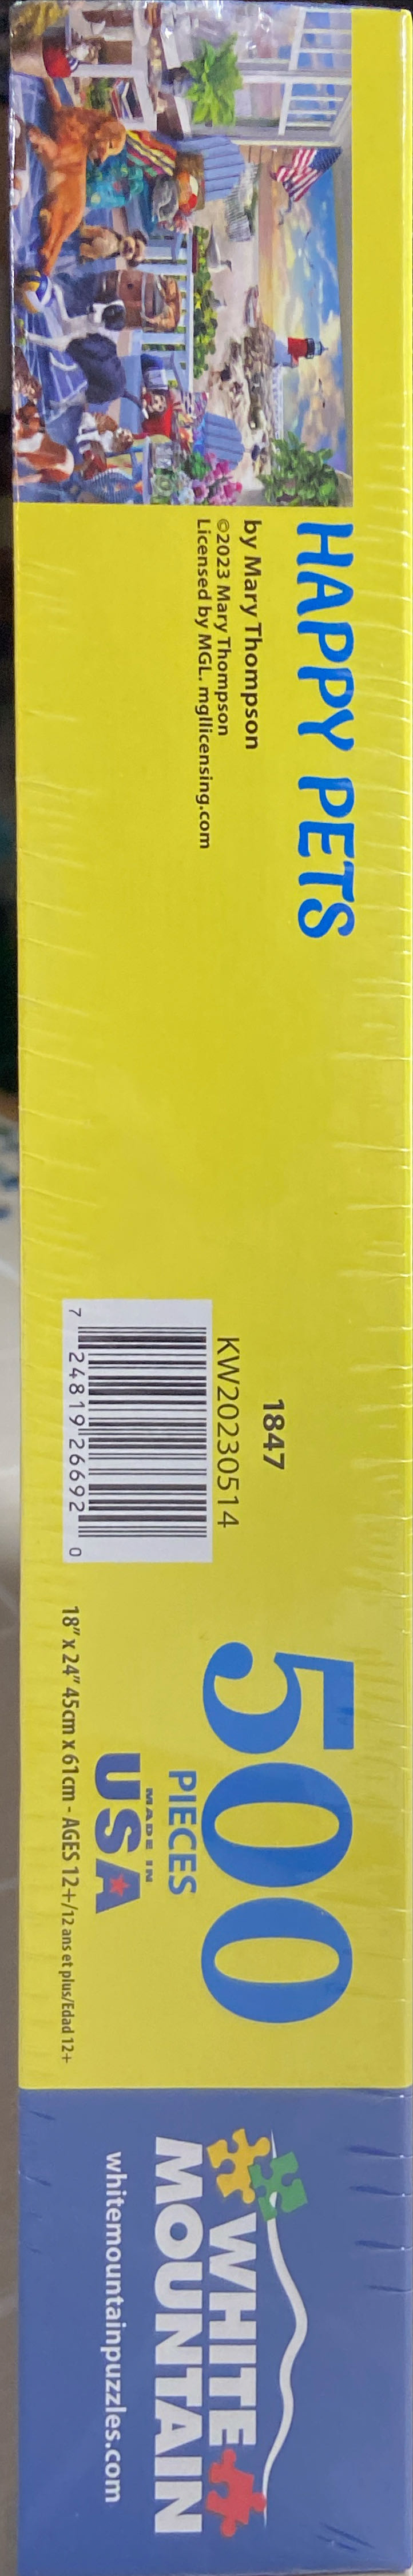 HAPPY PETS
by Mary Thompson
©2023 Mary Thompson
Licensed by MGL. mgllicensing.com
1847
KW20230514
7 24819 26692 0
500
PIECES
MADE IN
USA
18" x 24" 45cm x 61cm - AGES 12+/12 ans et plus/Edad 12+
WHITE
MOUNTAIN
whitemountainpuzzles.com